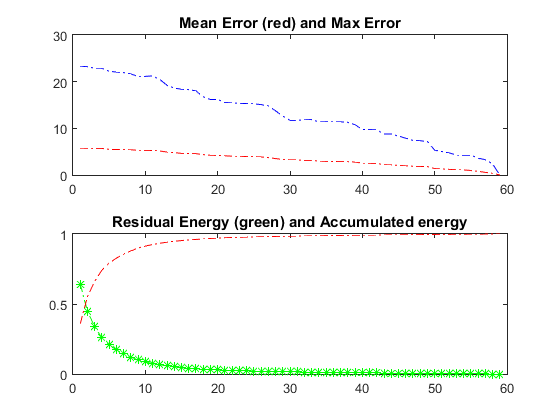 Mean Error (red) and Max Error
30
20
10
0
0 10 20 30 40 50 60
Residual Energy (green) and Accumulated energy
1
0.5
0
0 10 20 30 40 50 60